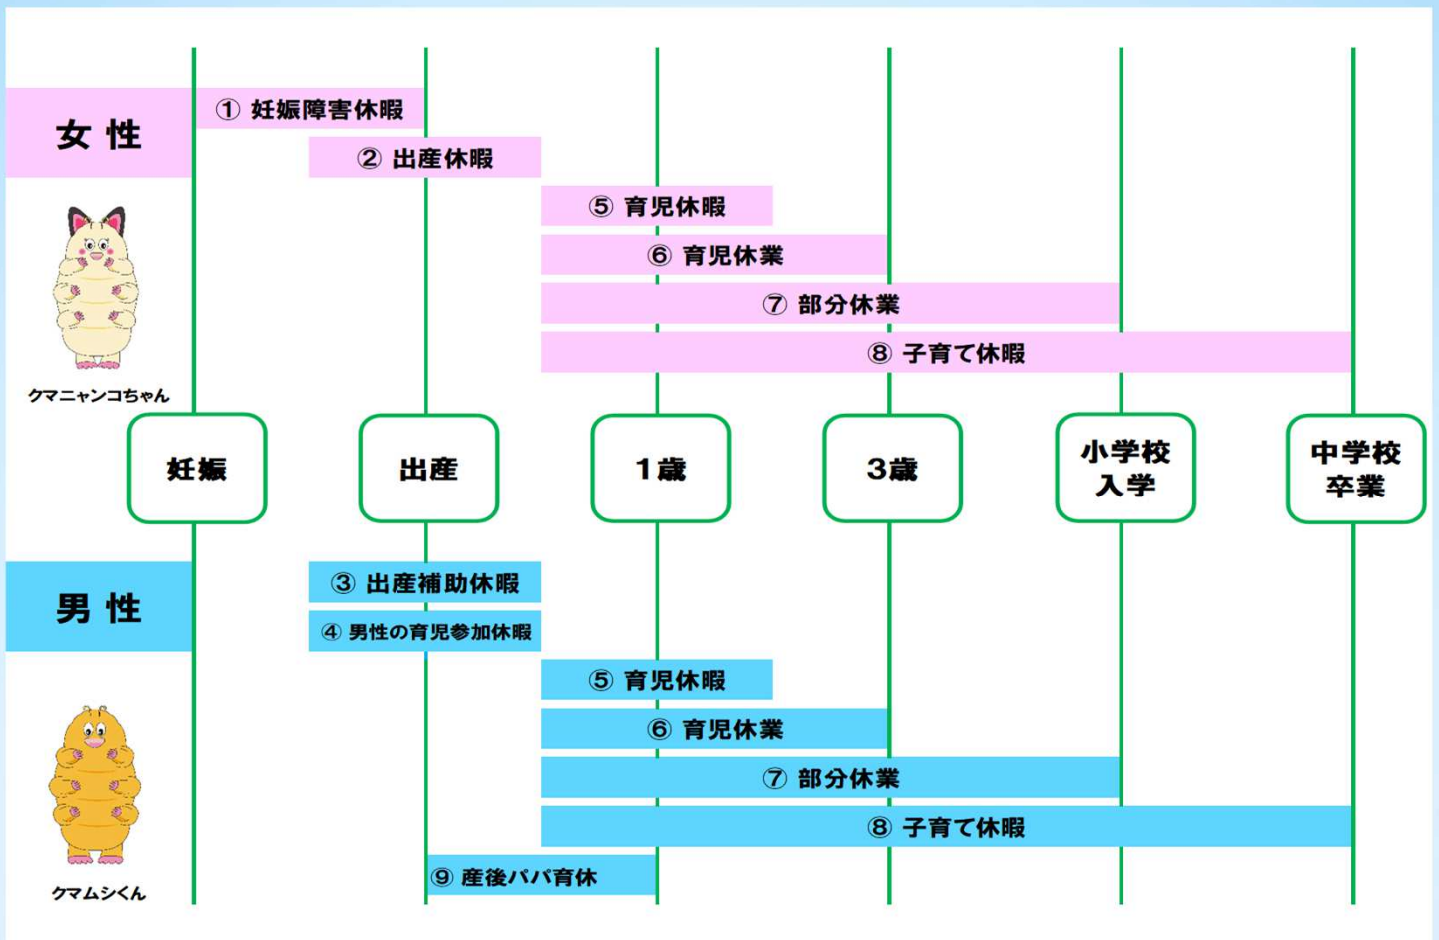 女性
① 妊娠障害休暇
② 出産休暇
⑤ 育児休暇
⑥ 育児休業
⑦ 部分休業
⑧ 子育て休暇
クマニャンコちゃん
妊娠
出産
1歳
3歳
小学校
入学
中学校
卒業
男性
③ 出産補助休暇
④ 男性の育児参加休暇
⑤ 育児休暇
⑥ 育児休業
⑦ 部分休業
⑧ 子育て休暇
⑨ 産後パパ育休
クマムシくん